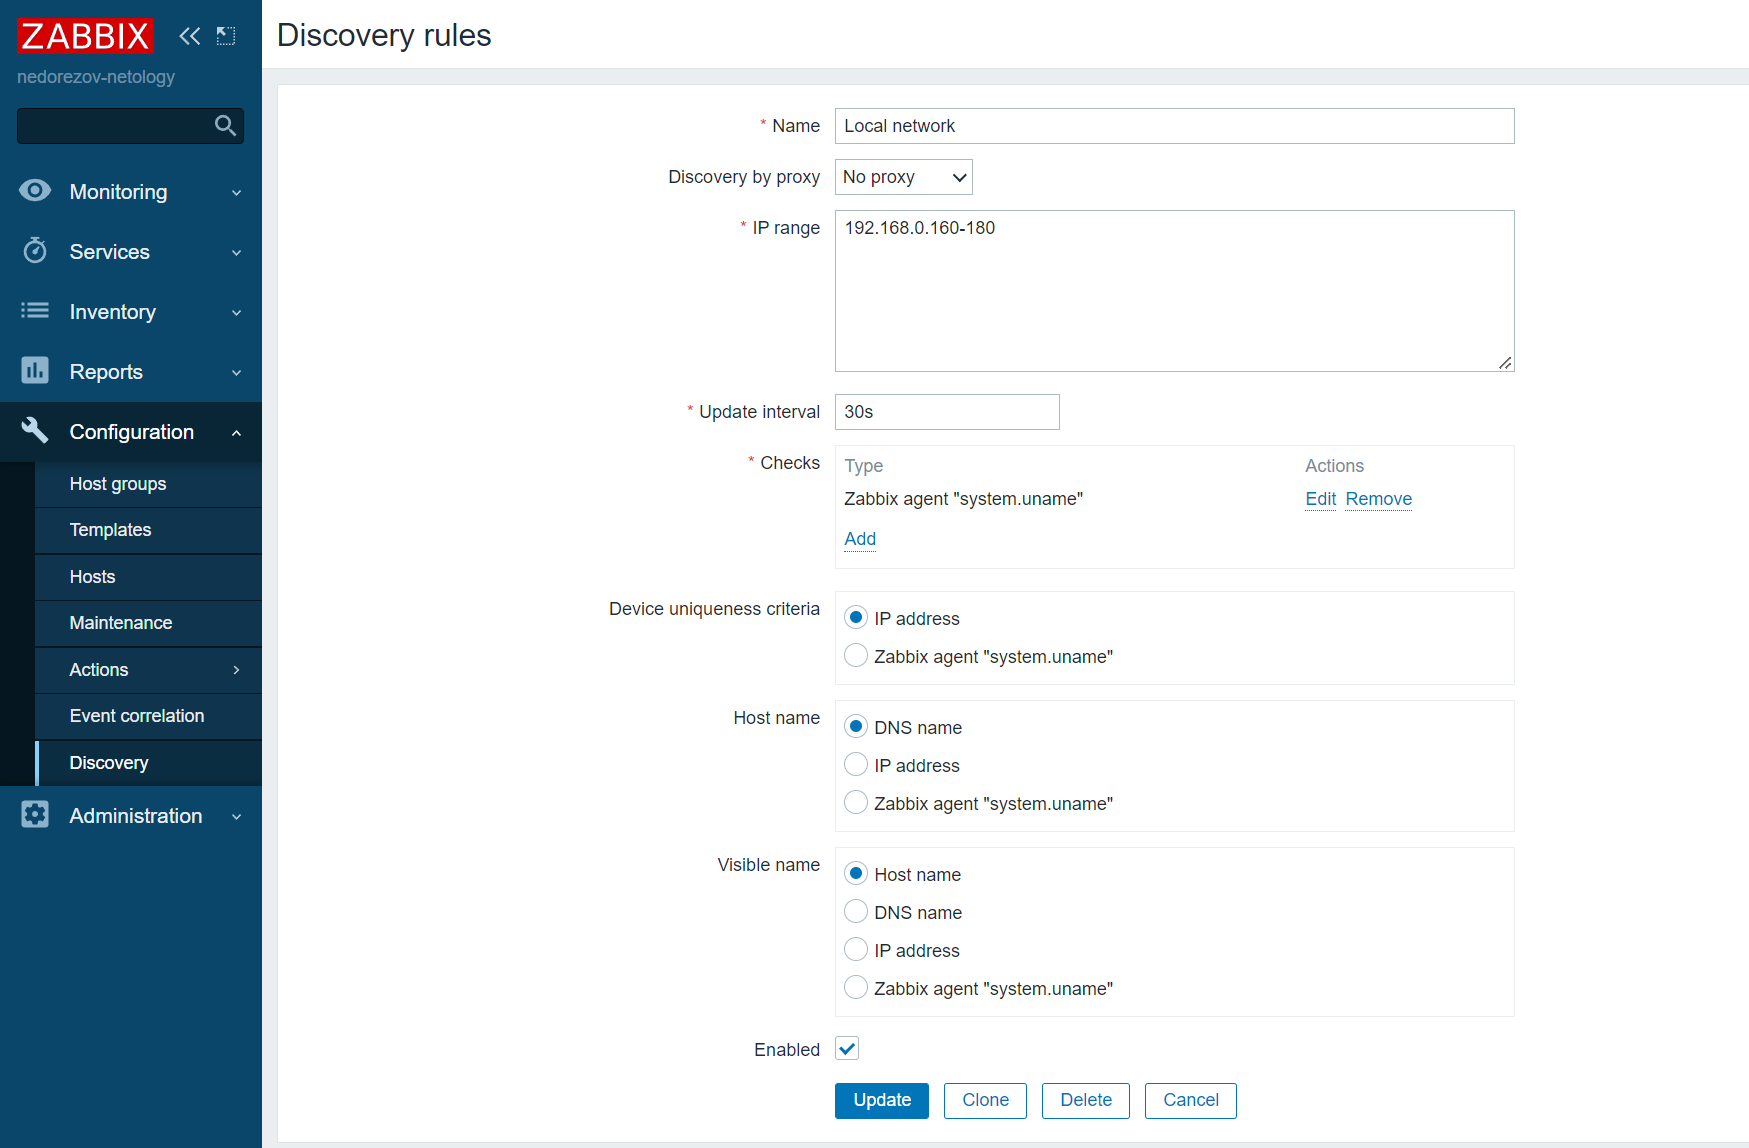 ZABBIX
nedorezov-netology
Monitoring
Services
Inventory
Reports
Configuration
Host groups
Templates
Hosts
Maintenance
Actions
Event correlation
Discovery
Administration
Discovery rules
* Name Local network
Discovery by proxy No proxy
* IP range 192.168.0.160-180
* Update interval 30s
* Checks Type Actions
Zabbix agent "system.uname" Edit Remove
Add
Device uniqueness criteria IP address
Zabbix agent "system.uname"
Host name DNS name
IP address
Zabbix agent "system.uname"
Visible name Host name
DNS name
IP address
Zabbix agent "system.uname"
Enabled
Update Clone Delete Cancel